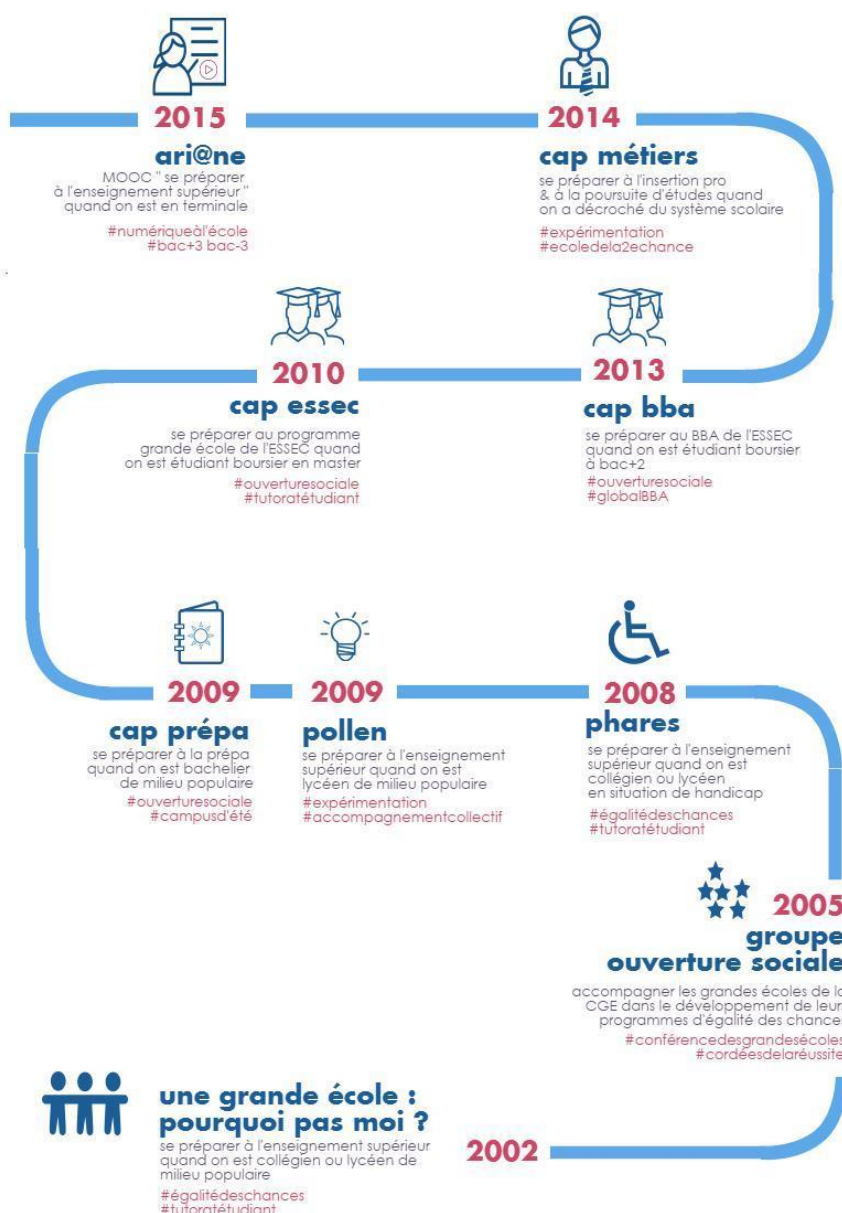 2015
ari@ne
MOOC " se préparer
à l'enseignement supérieur "
quand on est en terminale
#numériqueàl'école
#bac+3 bac-3
2014
cap métiers
se préparer à l'insertion pro
& à la poursuite d'études quand
on a décroché du système scolaire
#expérimentation
#ecoledela2echance
2010
cap essec
se préparer au programme
grande école de l'ESSEC quand
on est étudiant boursier en master
#ouverturesociale
#tutoratétudiant
2013
cap bba
se préparer au BBA de l'ESSEC
quand on est étudiant boursier
à bac+2
#ouverturesociale
#globalBBA
2009
cap prépa
se préparer à la prépa
quand on est bachelier
de milieu populaire
#ouverturesociale
#campusd'été
2009
pollen
se préparer à l'enseignement
supérieur quand on est
lycéen de milieu populaire
#expérimentation
#accompagnementcollectif
2008
phares
se préparer à l'enseignement
supérieur quand on est
collégien ou lycéen
en situation de handicap
#égalitédeschances
#tutoratétudiant
2005
groupe
ouverture sociale
accompagner les grandes écoles de la
CGE dans le développement de leur
programmes d'égalité des chances
#conférencedesgrandesécoles
#cordéesdelaréussite
une grande école :
pourquoi pas moi ?
se préparer à l'enseignement supérieur
quand on est collégien ou lycéen de
milieu populaire
#égalitédeschances
#tutoratétudiant
2002